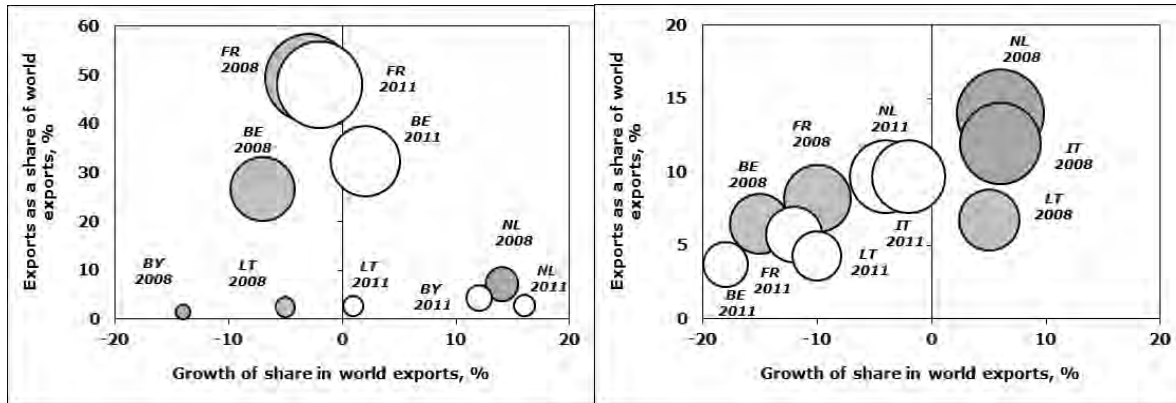 Exports as a share of world
exports, %
60
50
40
30
20
10
0
−20
−10
0
10
20
Growth of share in world exports, %
FR
2008
FR
2011
BE
2008
BE
2011
BY
2008
LT
2008
LT
2011
BY
2011
NL
2008
NL
2011
Exports as a share of world
exports, %
20
15
10
5
0
−20
−10
0
10
20
Growth of share in world exports, %
NL
2008
NL
2011
FR
2008
BE
2008
IT
2008
LT
2008
IT
2011
LT
2011
FR
2011
BE
2011